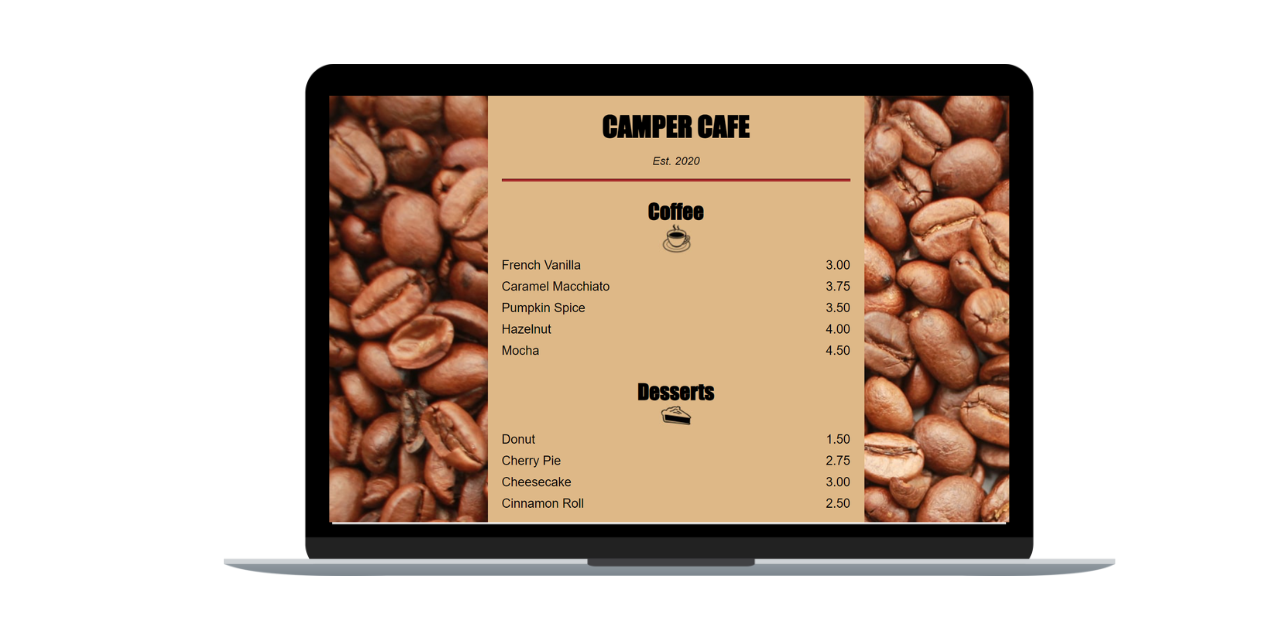 CAMPER CAFE
Est. 2020
Coffee
French Vanilla 3.00
Caramel Macchiato 3.75
Pumpkin Spice 3.50
Hazelnut 4.00
Mocha 4.50
Desserts
Donut 1.50
Cherry Pie 2.75
Cheesecake 3.00
Cinnamon Roll 2.50